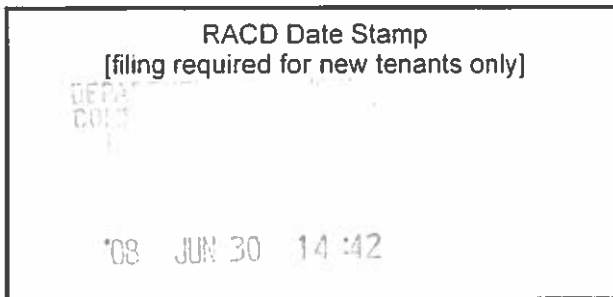 RACD Date Stamp
[filing required for new tenants only]
'08 JUN 30 14:42